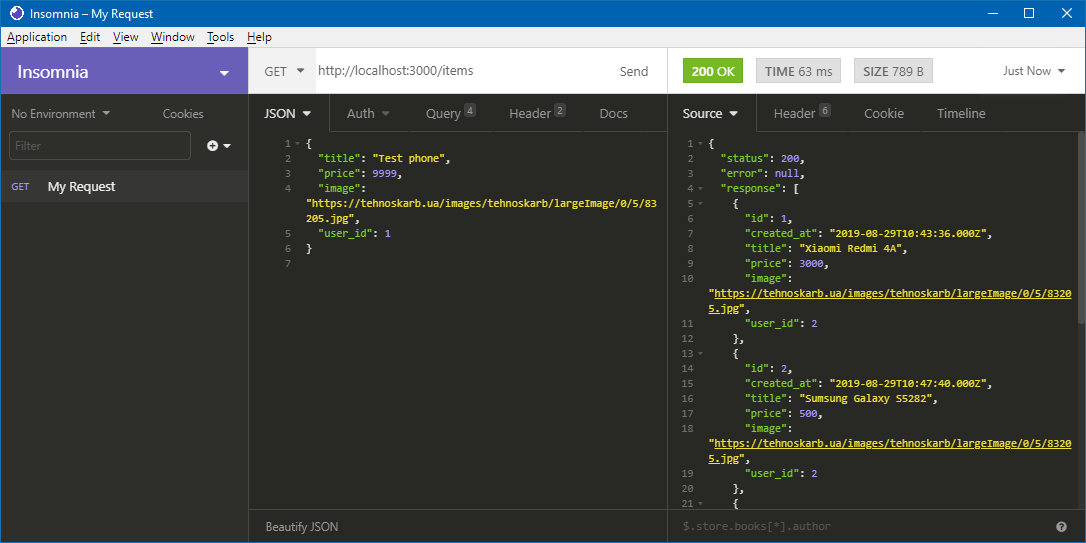 Insomnia – My Request
Application Edit View Window Tools Help
Insomnia
GET http://localhost:3000/items Send
200 OK TIME 63 ms SIZE 789 B Just Now
No Environment Cookies
Filter
GET My Request
JSON Auth Query 4 Header 2 Docs
1 {
2 "title": "Test phone",
3 "price": 9999,
4 "image":
"https://tehnoskarb.ua/images/tehnoskarb/largeImage/0/5/83
205.jpg",
5 "user_id": 1
6 }
7
Beautify JSON
Source Header 6 Cookie Timeline
1 {
2 "status": 200,
3 "error": null,
4 "response": [
5 {
6 "id": 1,
7 "created_at": "2019-08-29T10:43:36.000Z",
8 "title": "Xiaomi Redmi 4A",
9 "price": 3000,
10 "image":
"https://tehnoskarb.ua/images/tehnoskarb/largeImage/0/5/8320
5.jpg",
11 "user_id": 2
12 },
13 {
14 "id": 2,
15 "created_at": "2019-08-29T10:47:40.000Z",
16 "title": "Sumsung Galaxy S5282",
17 "price": 500,
18 "image":
"https://tehnoskarb.ua/images/tehnoskarb/largeImage/0/5/8320
5.jpg",
19 "user_id": 2
20 },
21 {
$.store.books[*].author